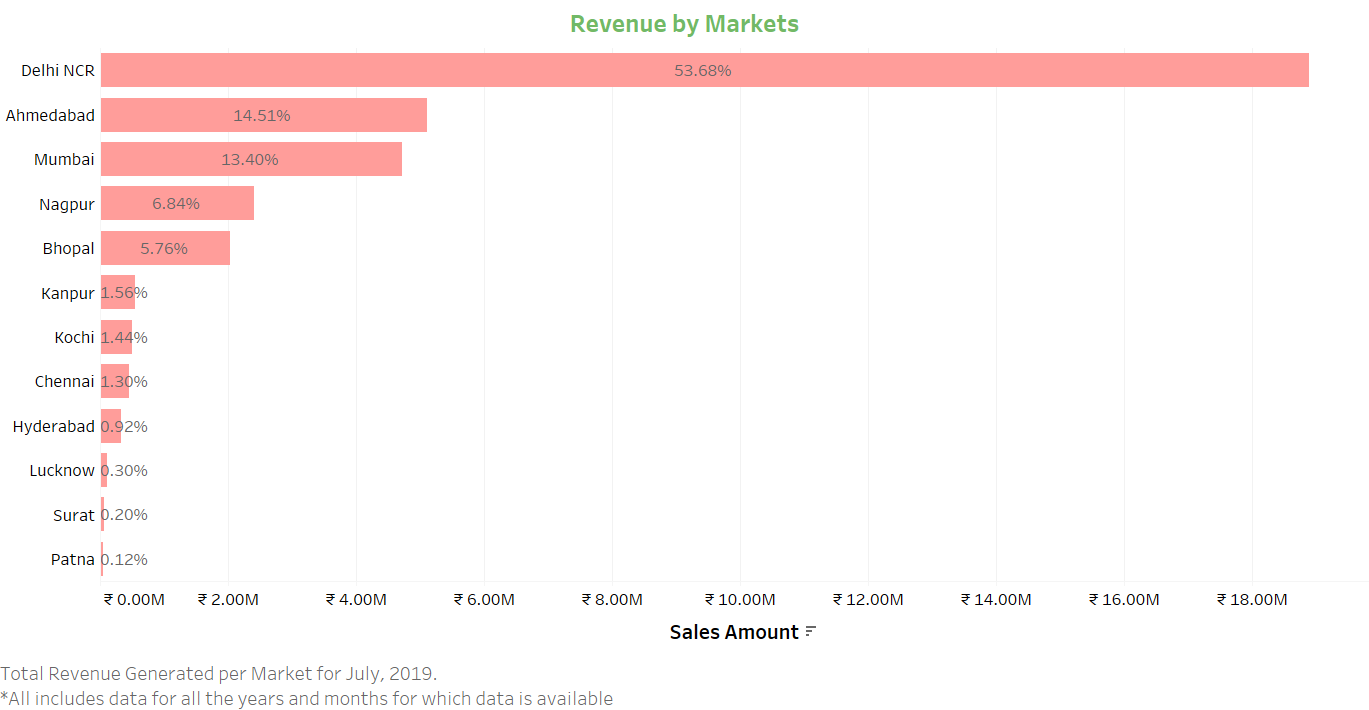 Revenue by Markets
Delhi NCR 53.68%
Ahmedabad 14.51%
Mumbai 13.40%
Nagpur 6.84%
Bhopal 5.76%
Kanpur 1.56%
Kochi 1.44%
Chennai 1.30%
Hyderabad 0.92%
Lucknow 0.30%
Surat 0.20%
Patna 0.12%
₹ 0.00M ₹ 2.00M ₹ 4.00M ₹ 6.00M ₹ 8.00M ₹ 10.00M ₹ 12.00M ₹ 14.00M ₹ 16.00M ₹ 18.00M
Sales Amount
Total Revenue Generated per Market for July, 2019.
*All includes data for all the years and months for which data is available